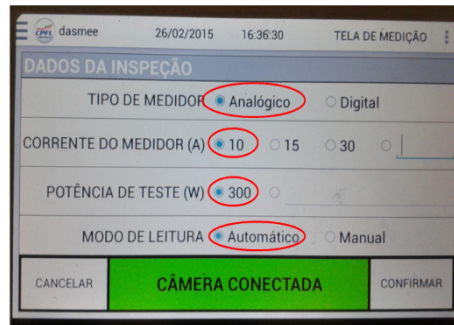 CPFL dasmee 26/02/2015 16:36:30 TELA DE MEDIÇÃO
DADOS DA INSPEÇÃO
TIPO DE MEDIDOR Analógico Digital
CORRENTE DO MEDIDOR (A) 10 15 30
POTÊNCIA DE TESTE (W) 300
MODO DE LEITURA Automático Manual
CANCELAR CÂMERA CONECTADA CONFIRMAR